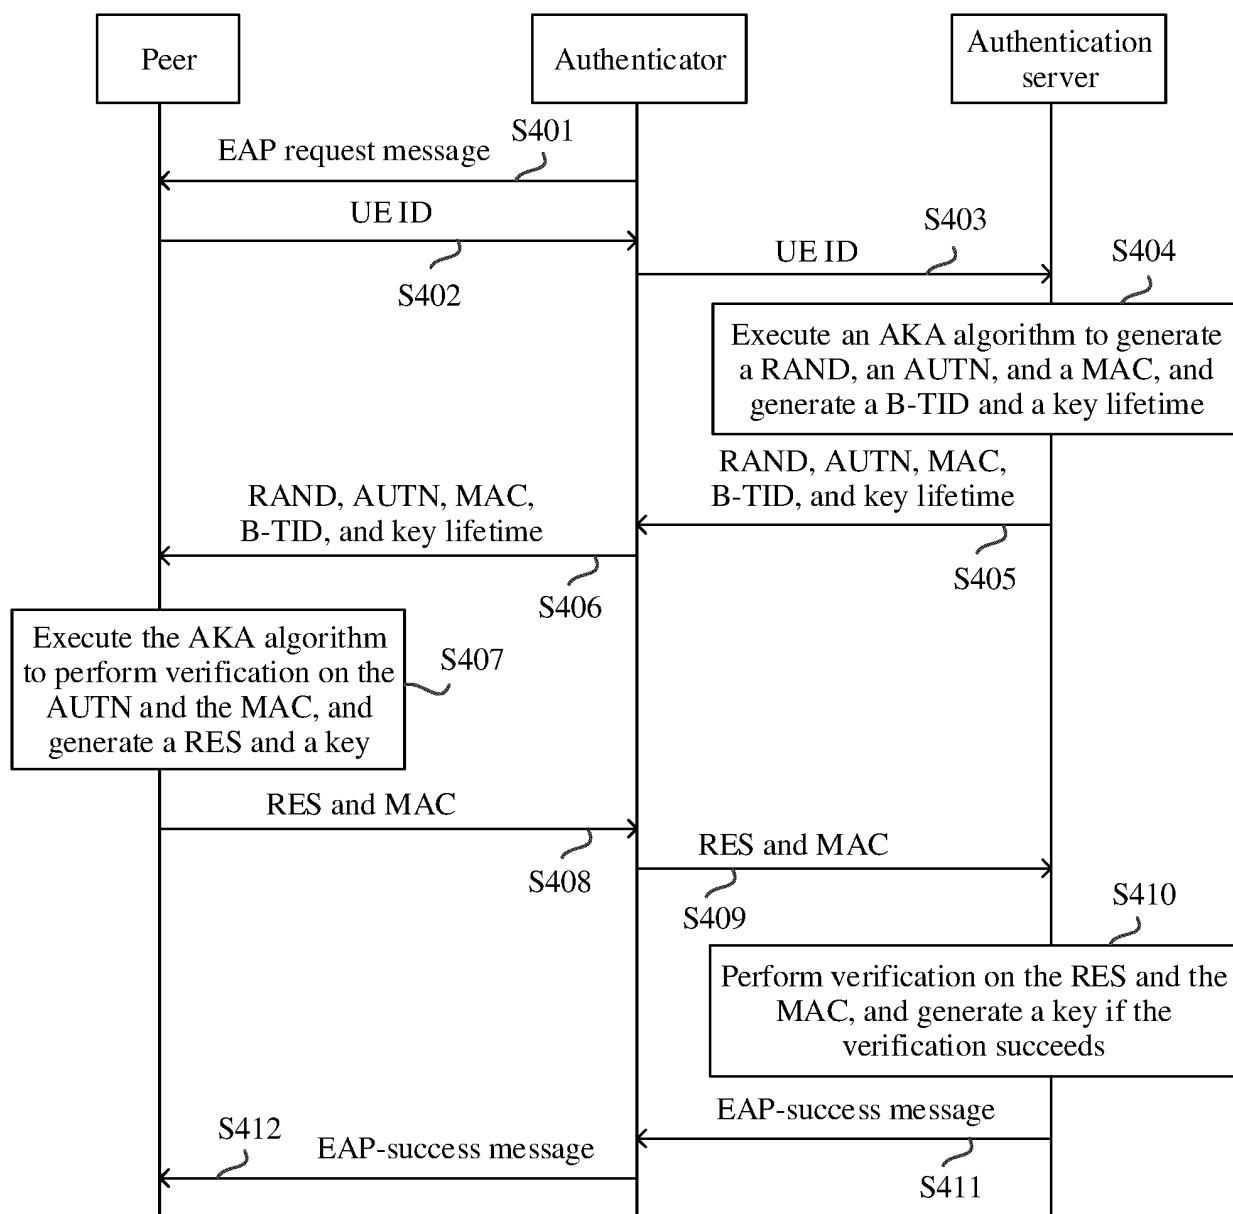 Peer
Authenticator
Authentication
server
S401
EAP request message
UE ID
S402
S403
UE ID
S404
Execute an AKA algorithm to generate
a RAND, an AUTN, and a MAC, and
generate a B-TID and a key lifetime
RAND, AUTN, MAC,
B-TID, and key lifetime
S405
RAND, AUTN, MAC,
B-TID, and key lifetime
S406
Execute the AKA algorithm
to perform verification on the
AUTN and the MAC, and
generate a RES and a key
S407
RES and MAC
S408
RES and MAC
S409
S410
Perform verification on the RES and the
MAC, and generate a key if the
verification succeeds
EAP-success message
S411
S412
EAP-success message